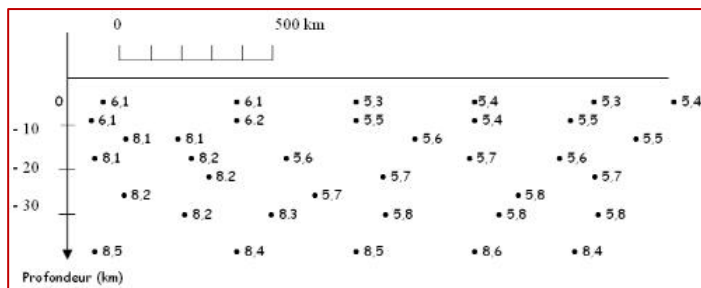 0 500 km
0 6,1 6,1 5,3 5,4 5,3 5,4
6,1 6,2 5,5 5,4 5,5
- 10
8,1 8,1 5,6 5,5
8,1 8,2 5,6 5,7 5,6
- 20
8,2 5,7 5,7
8,2 5,7 5,8
- 30
8,2 8,3 5,8 5,8 5,8
8,5 8,4 8,5 8,6 8,4
Profondeur (km)